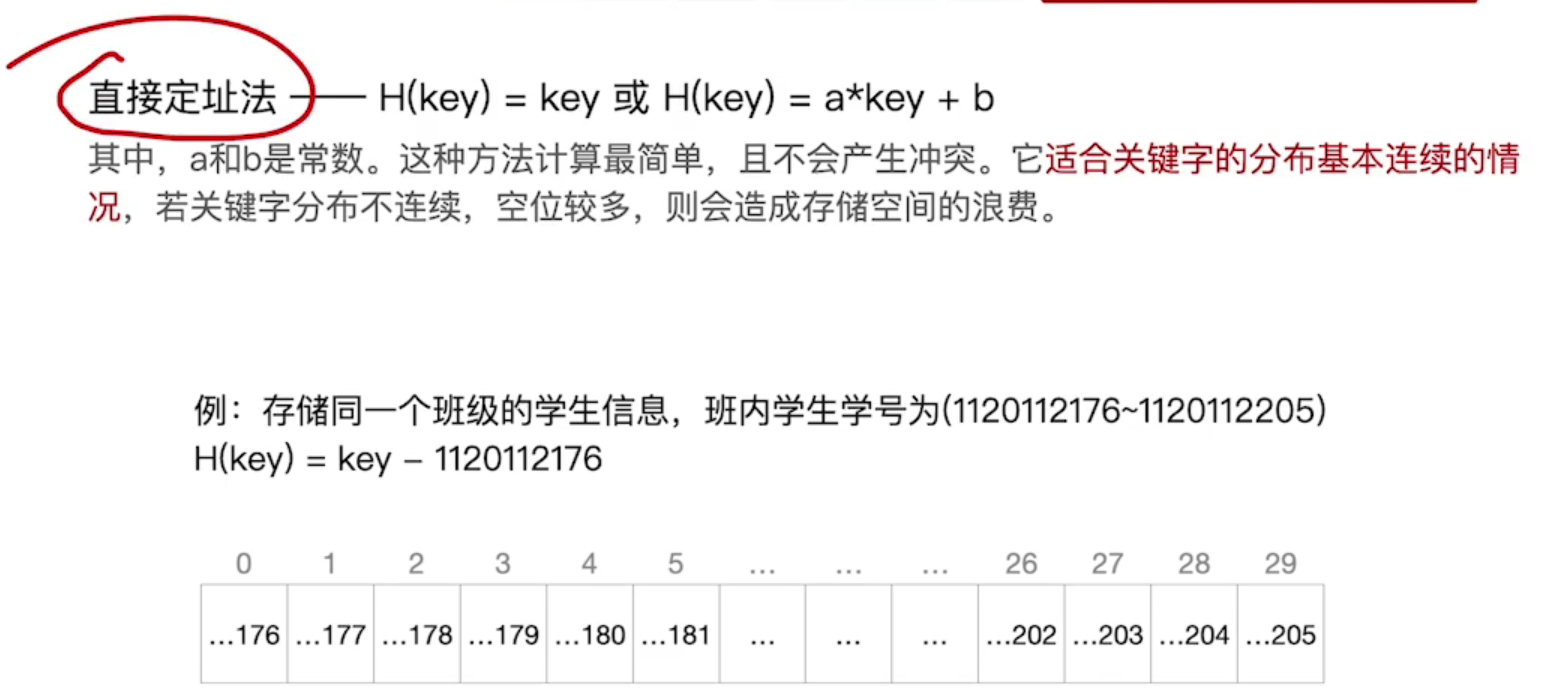 直接定址法 —— H(key) = key 或 H(key) = a*key + b
其中，a和b是常数。这种方法计算最简单，且不会产生冲突。它适合关键字的分布基本连续的情
况，若关键字分布不连续，空位较多，则会造成存储空间的浪费。
例：存储同一个班级的学生信息，班内学生学号为(1120112176~1120112205)
H(key) = key – 1120112176
0 1 2 3 4 5 ... ... ... 26 27 28 29
...176 ...177 ...178 ...179 ...180 ...181 ... ... ... ...202 ...203 ...204 ...205